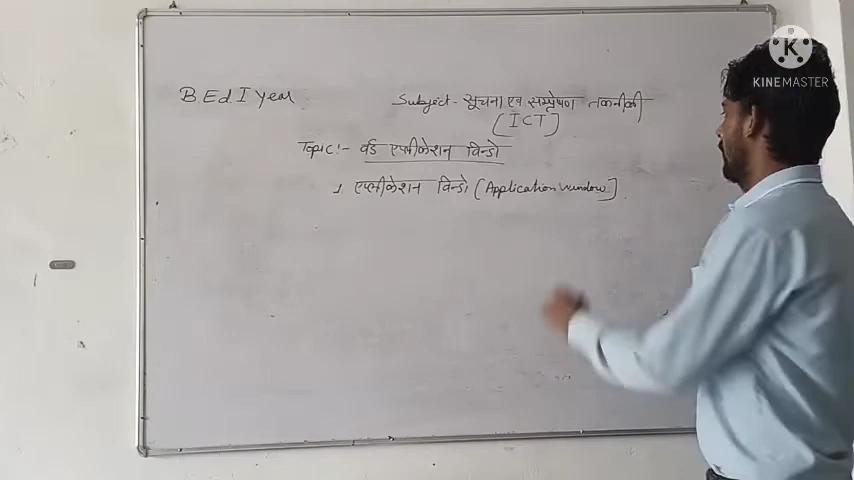 B.Ed. I Year
Subject - सूचना एवं सम्प्रेषण तकनीकी
(ICT)
Topic:- वर्ड एप्लीकेशन विन्डो
1. एप्लीकेशन विन्डो (Application window)
KINEMASTER